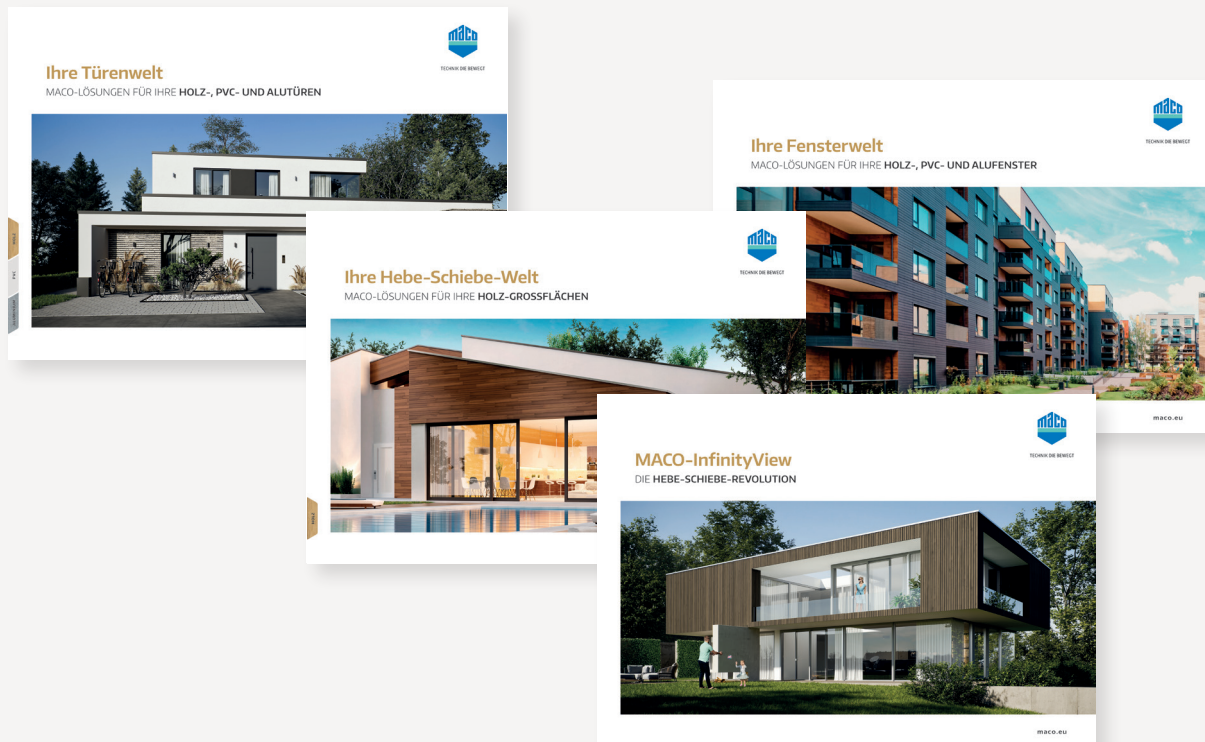 maco
TECHNIK DIE BEWEGT
Ihre Türenwelt
MACO-LÖSUNGEN FÜR IHRE HOLZ-, PVC- UND ALUTÜREN
maco
TECHNIK DIE BEWEGT
Ihre Fensterwelt
MACO-LÖSUNGEN FÜR IHRE HOLZ-, PVC- UND ALUFENSTER
maco.eu
maco
TECHNIK DIE BEWEGT
Ihre Hebe-Schiebe-Welt
MACO-LÖSUNGEN FÜR IHRE HOLZ-GROSSFLÄCHEN
maco
TECHNIK DIE BEWEGT
MACO-InfinityView
DIE HEBE-SCHIEBE-REVOLUTION
maco.eu